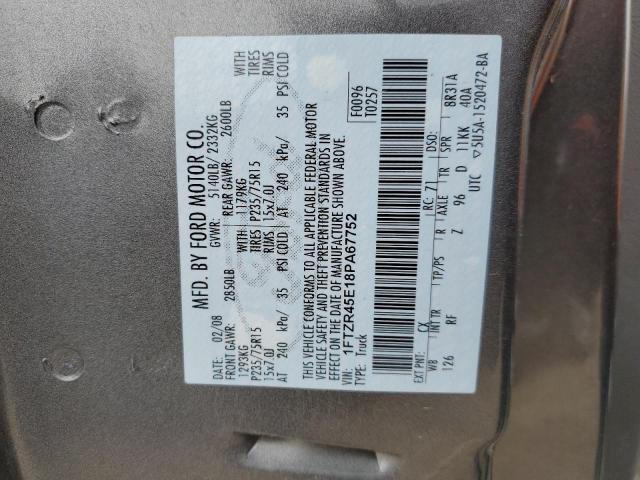 MFD. BY FORD MOTOR CO.
DATE: 02/08 GVWR: 5140LB/ 2332KG
FRONT GAWR: 2850LB REAR GAWR: 2600LB
1293KG WITH 1179KG WITH
P235/75R15 TIRES P235/75R15 TIRES
15x7.0J RIMS 15x7.0J RIMS
AT 240 kPa/ 35 PSI COLD AT 240 kPa/ 35 PSI COLD
THIS VEHICLE CONFORMS TO ALL APPLICABLE FEDERAL MOTOR
VEHICLE SAFETY AND THEFT PREVENTION STANDARDS IN
EFFECT ON THE DATE OF MANUFACTURE SHOWN ABOVE.
F0096
T0257
1FTZR45E18PA67752
TYPE: Truck
EXT PNT: CX RC: 71 DSO:
WB INT TR TP/PS R AXLE TR SPR 8R31A
126 RF Z 96 D 11KK 40A
UTC ▽5U5A-1520472-BA